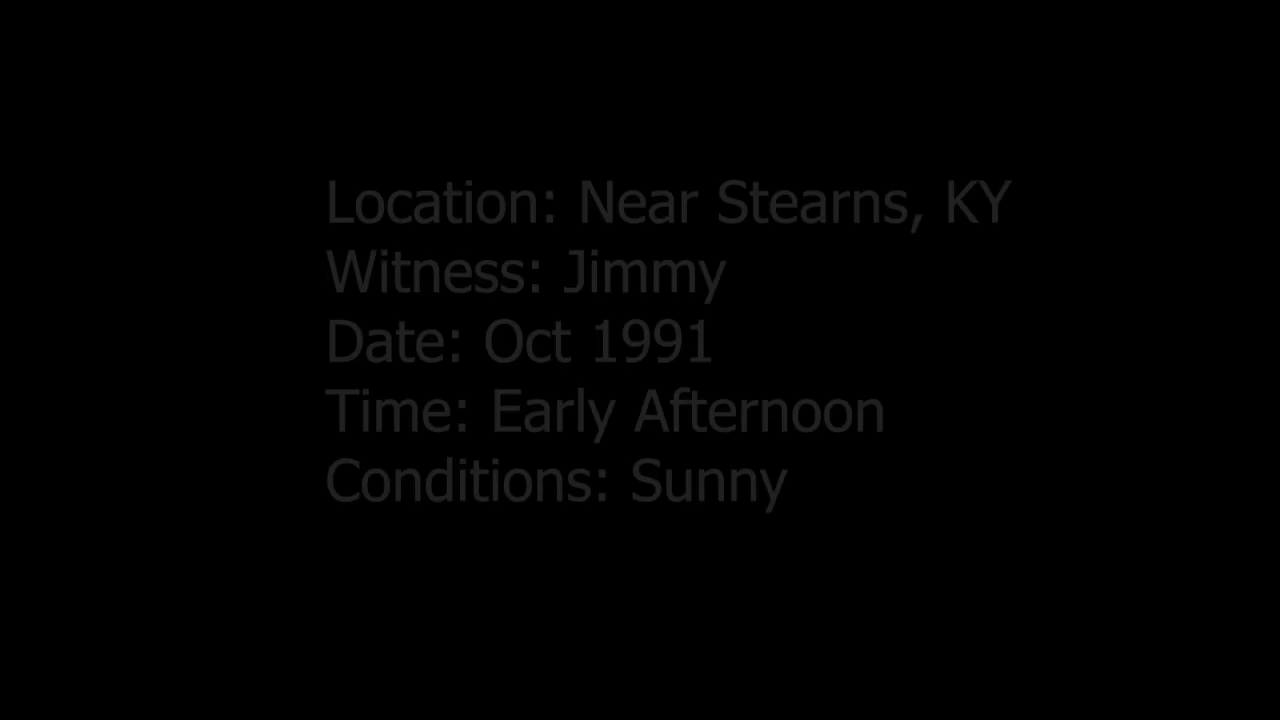 Location: Near Stearns, KY
Witness: Jimmy
Date: Oct 1991
Time: Early Afternoon
Conditions: Sunny